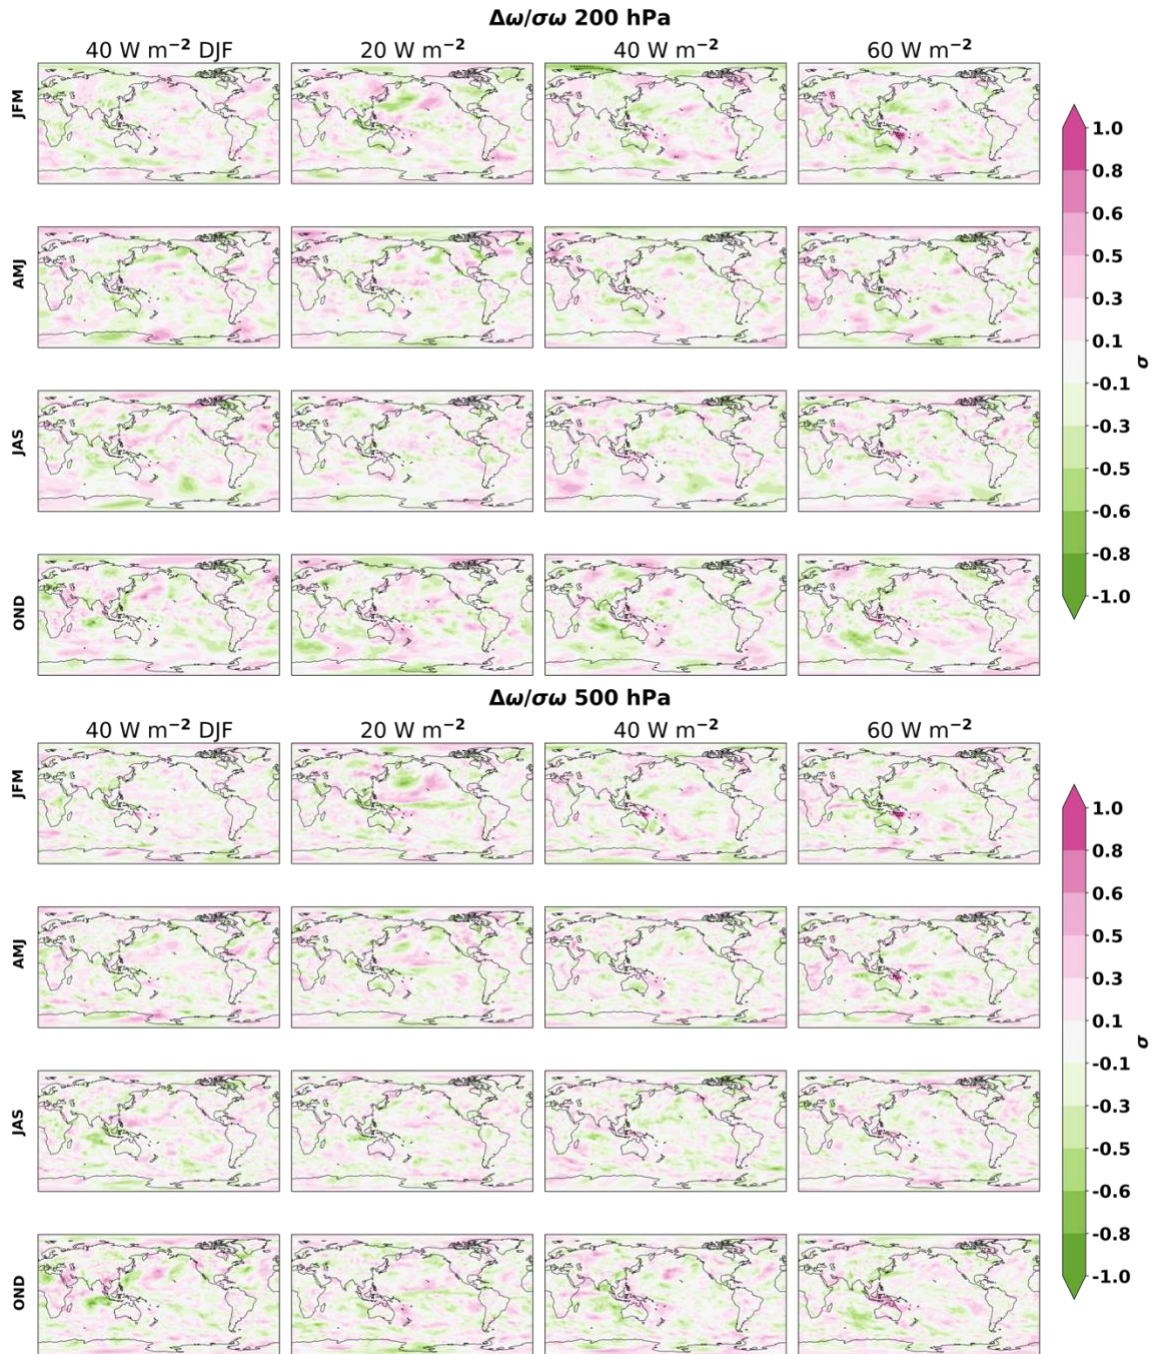 Δω/σω 200 hPa
40 W m⁻² DJF
20 W m⁻²
40 W m⁻²
60 W m⁻²
JFM
AMJ
JAS
OND
1.0
0.8
0.6
0.5
0.3
0.1
-0.1
-0.3
-0.5
-0.6
-0.8
-1.0
σ
Δω/σω 500 hPa
40 W m⁻² DJF
20 W m⁻²
40 W m⁻²
60 W m⁻²
JFM
AMJ
JAS
OND
1.0
0.8
0.6
0.5
0.3
0.1
-0.1
-0.3
-0.5
-0.6
-0.8
-1.0
σ